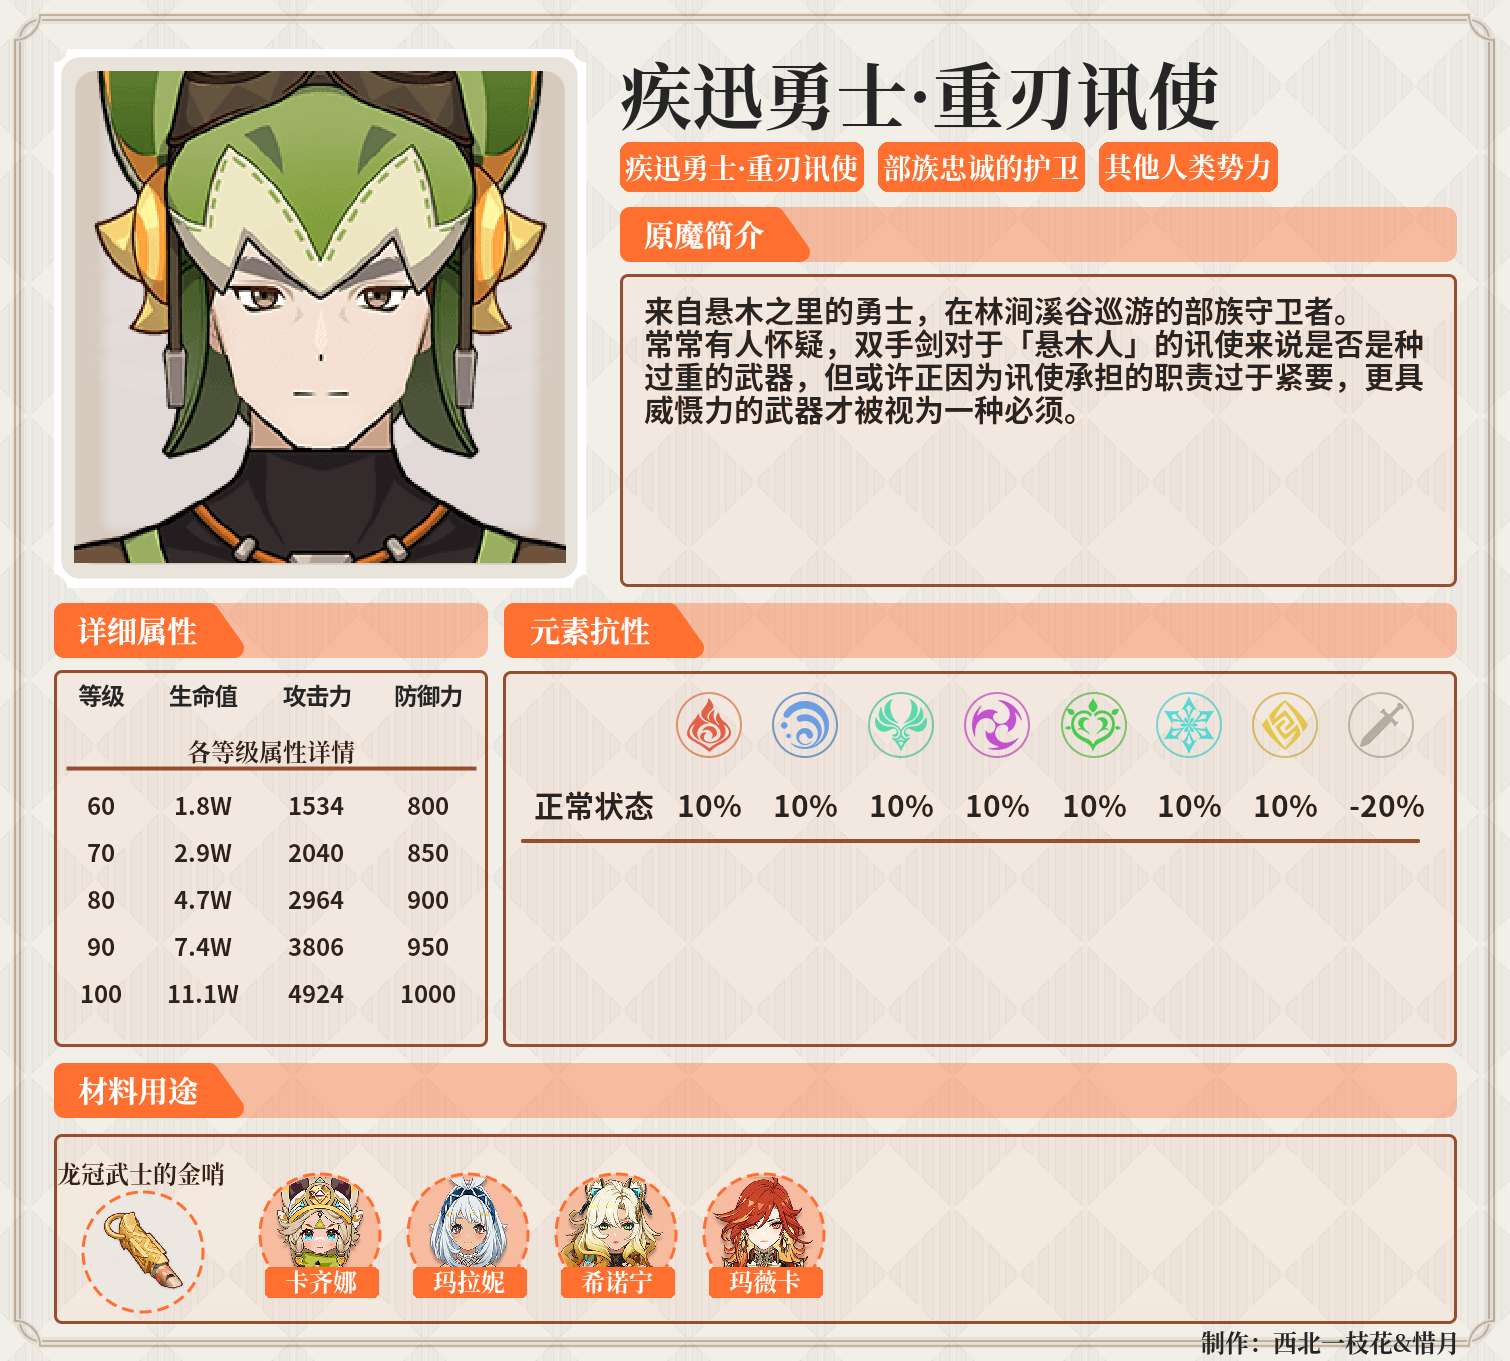 疾迅勇士·重刃讯使
疾迅勇士·重刃讯使 部族忠诚的护卫 其他人类势力
原魔简介
来自悬木之里的勇士，在林涧溪谷巡游的部族守卫者。
常常有人怀疑，双手剑对于「悬木人」的讯使来说是否是种
过重的武器，但或许正因为讯使承担的职责过于紧要，更具
威慑力的武器才被视为一种必须。
详细属性
等级 生命值 攻击力 防御力
各等级属性详情
60 1.8W 1534 800
70 2.9W 2040 850
80 4.7W 2964 900
90 7.4W 3806 950
100 11.1W 4924 1000
元素抗性
正常状态 10% 10% 10% 10% 10% 10% 10% -20%
材料用途
龙冠武士的金哨
卡齐娜 玛拉妮 希诺宁 玛薇卡
制作：西北一枝花&惜月